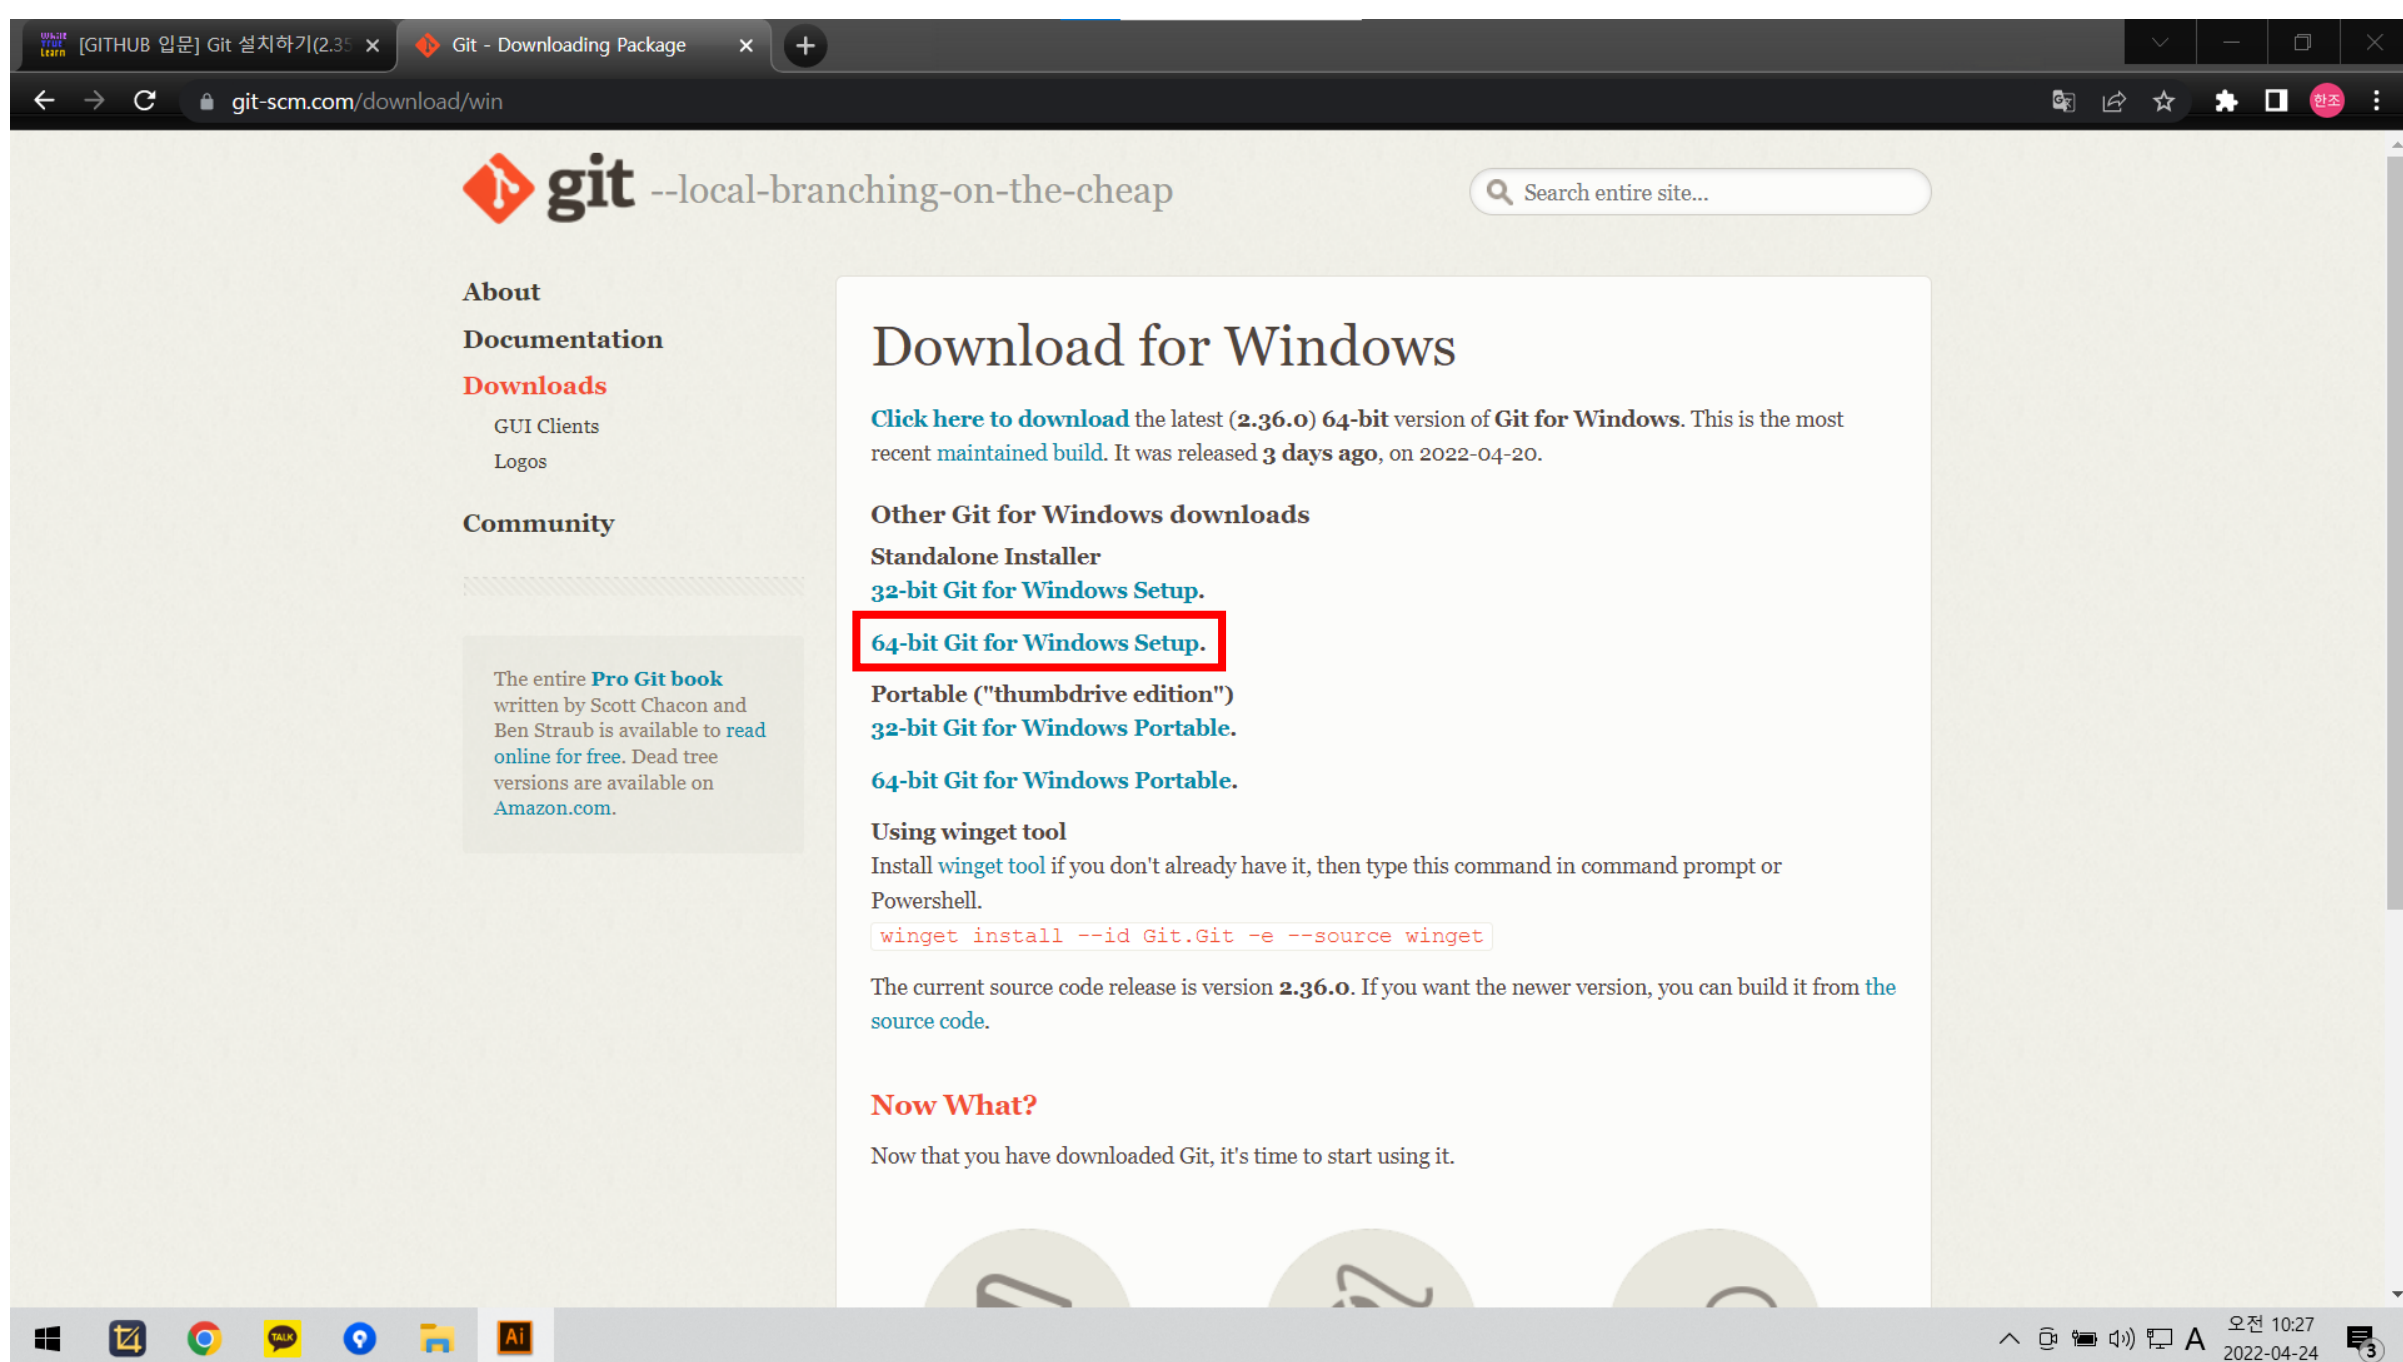 [GITHUB 입문] Git 설치하기(2.35
Git - Downloading Package
git-scm.com/download/win
한조
git --local-branching-on-the-cheap
Search entire site...
About
Documentation
Downloads
GUI Clients
Logos
Community
The entire Pro Git book
written by Scott Chacon and
Ben Straub is available to read
online for free. Dead tree
versions are available on
Amazon.com.
Download for Windows
Click here to download the latest (2.36.0) 64-bit version of Git for Windows. This is the most
recent maintained build. It was released 3 days ago, on 2022-04-20.
Other Git for Windows downloads
Standalone Installer
32-bit Git for Windows Setup.
64-bit Git for Windows Setup.
Portable ("thumbdrive edition")
32-bit Git for Windows Portable.
64-bit Git for Windows Portable.
Using winget tool
Install winget tool if you don't already have it, then type this command in command prompt or
Powershell.
winget install --id Git.Git -e --source winget
The current source code release is version 2.36.0. If you want the newer version, you can build it from the
source code.
Now What?
Now that you have downloaded Git, it's time to start using it.
TALK
Ai
A
오전 10:27
2022-04-24
3